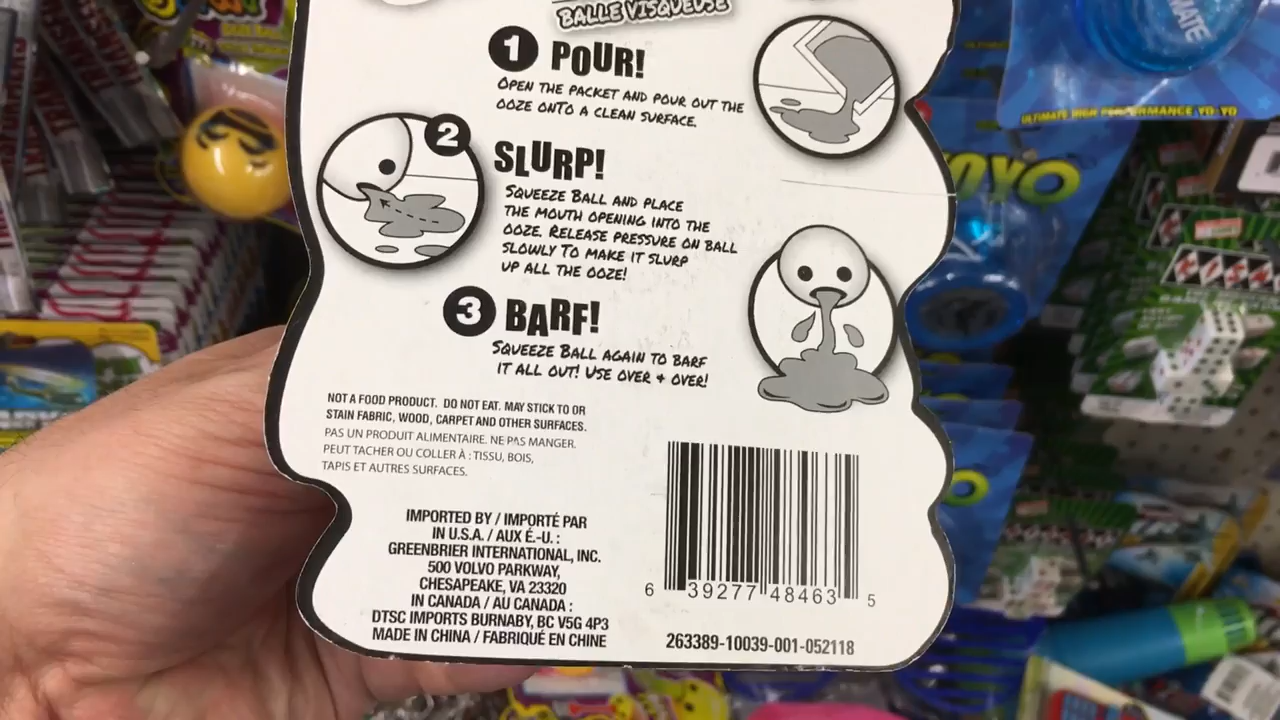 BALLE VISQUEUSE
1 POUR!
OPEN THE PACKET AND POUR OUT THE
OOZE ONTO A CLEAN SURFACE.
2
SLURP!
SQUEEZE BALL AND PLACE
THE MOUTH OPENING INTO THE
OOZE. RELEASE PRESSURE ON BALL
SLOWLY TO MAKE IT SLURP
UP ALL THE OOZE!
3 BARF!
SQUEEZE BALL AGAIN TO BARF
IT ALL OUT! USE OVER & OVER!
NOT A FOOD PRODUCT. DO NOT EAT. MAY STICK TO OR
STAIN FABRIC, WOOD, CARPET AND OTHER SURFACES.
PAS UN PRODUIT ALIMENTAIRE. NE PAS MANGER.
PEUT TACHER OU COLLER À : TISSU, BOIS,
TAPIS ET AUTRES SURFACES.
IMPORTED BY / IMPORTÉ PAR
IN U.S.A. / AUX É.-U. :
GREENBRIER INTERNATIONAL, INC.
500 VOLVO PARKWAY,
CHESAPEAKE, VA 23320
IN CANADA / AU CANADA :
DTSC IMPORTS BURNABY, BC V5G 4P3
MADE IN CHINA / FABRIQUÉ EN CHINE
6 39277 48463 5
263389-10039-001-052118
MATE
ULTIMATE HIGH PERFORMANCE YO-YO
YOYO